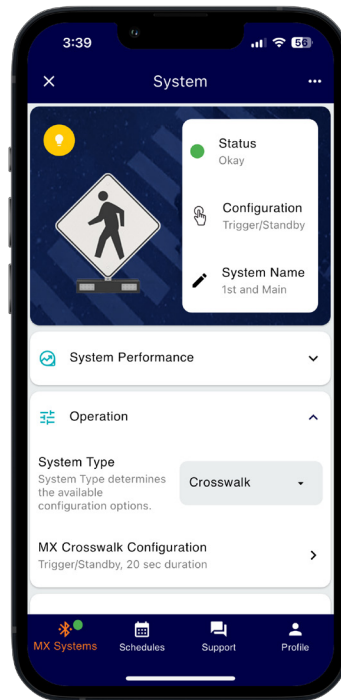 3:39
56
System
Status
Okay
Configuration
Trigger/Standby
System Name
1st and Main
System Performance
Operation
System Type
System Type determines
the available
configuration options.
Crosswalk
MX Crosswalk Configuration
Trigger/Standby, 20 sec duration
MX Systems
Schedules
Support
Profile